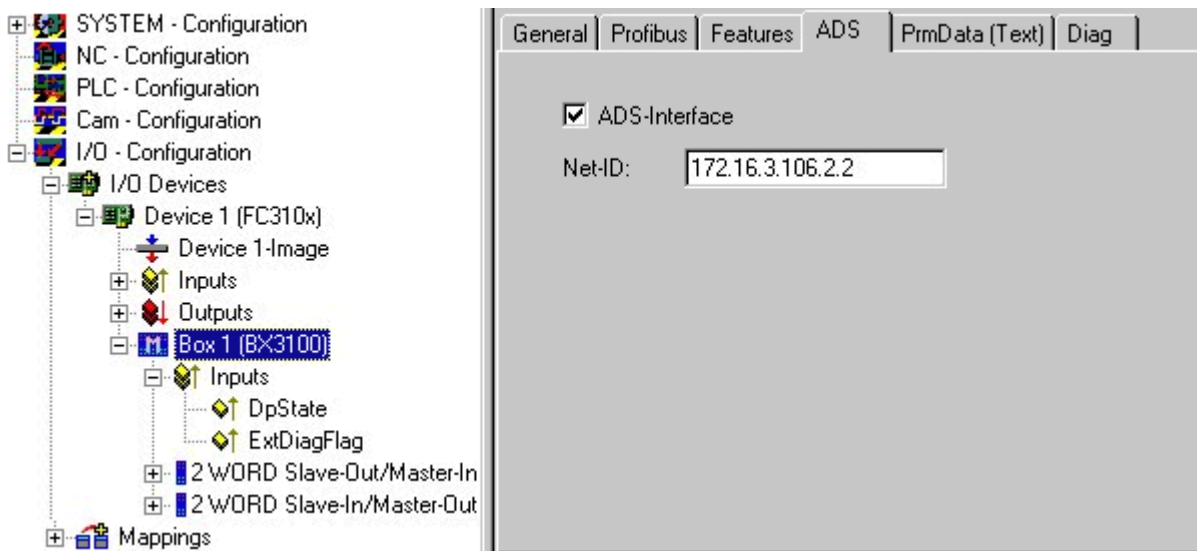 SYSTEM - Configuration
NC - Configuration
PLC - Configuration
Cam - Configuration
I/O - Configuration
I/O Devices
Device 1 (FC310x)
Device 1-Image
Inputs
Outputs
Box 1 (BX3100)
Inputs
DpState
ExtDiagFlag
2 WORD Slave-Out/Master-In
2 WORD Slave-In/Master-Out
Mappings
General Profibus Features ADS PrmData (Text) Diag
ADS-Interface
Net-ID: 172.16.3.106.2.2